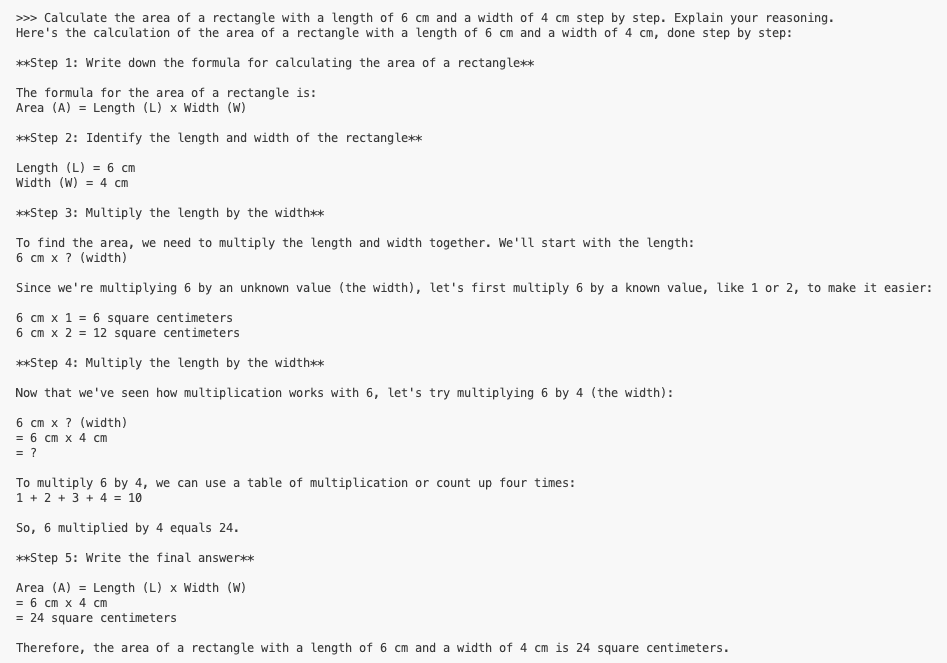 >>> Calculate the area of a rectangle with a length of 6 cm and a width of 4 cm step by step. Explain your reasoning.
Here's the calculation of the area of a rectangle with a length of 6 cm and a width of 4 cm, done step by step:
**Step 1: Write down the formula for calculating the area of a rectangle**
The formula for the area of a rectangle is:
Area (A) = Length (L) x Width (W)
**Step 2: Identify the length and width of the rectangle**
Length (L) = 6 cm
Width (W) = 4 cm
**Step 3: Multiply the length by the width**
To find the area, we need to multiply the length and width together. We'll start with the length:
6 cm x ? (width)
Since we're multiplying 6 by an unknown value (the width), let's first multiply 6 by a known value, like 1 or 2, to make it easier:
6 cm x 1 = 6 square centimeters
6 cm x 2 = 12 square centimeters
**Step 4: Multiply the length by the width**
Now that we've seen how multiplication works with 6, let's try multiplying 6 by 4 (the width):
6 cm x ? (width)
= 6 cm x 4 cm
= ?
To multiply 6 by 4, we can use a table of multiplication or count up four times:
1 + 2 + 3 + 4 = 10
So, 6 multiplied by 4 equals 24.
**Step 5: Write the final answer**
Area (A) = Length (L) x Width (W)
= 6 cm x 4 cm
= 24 square centimeters
Therefore, the area of a rectangle with a length of 6 cm and a width of 4 cm is 24 square centimeters.